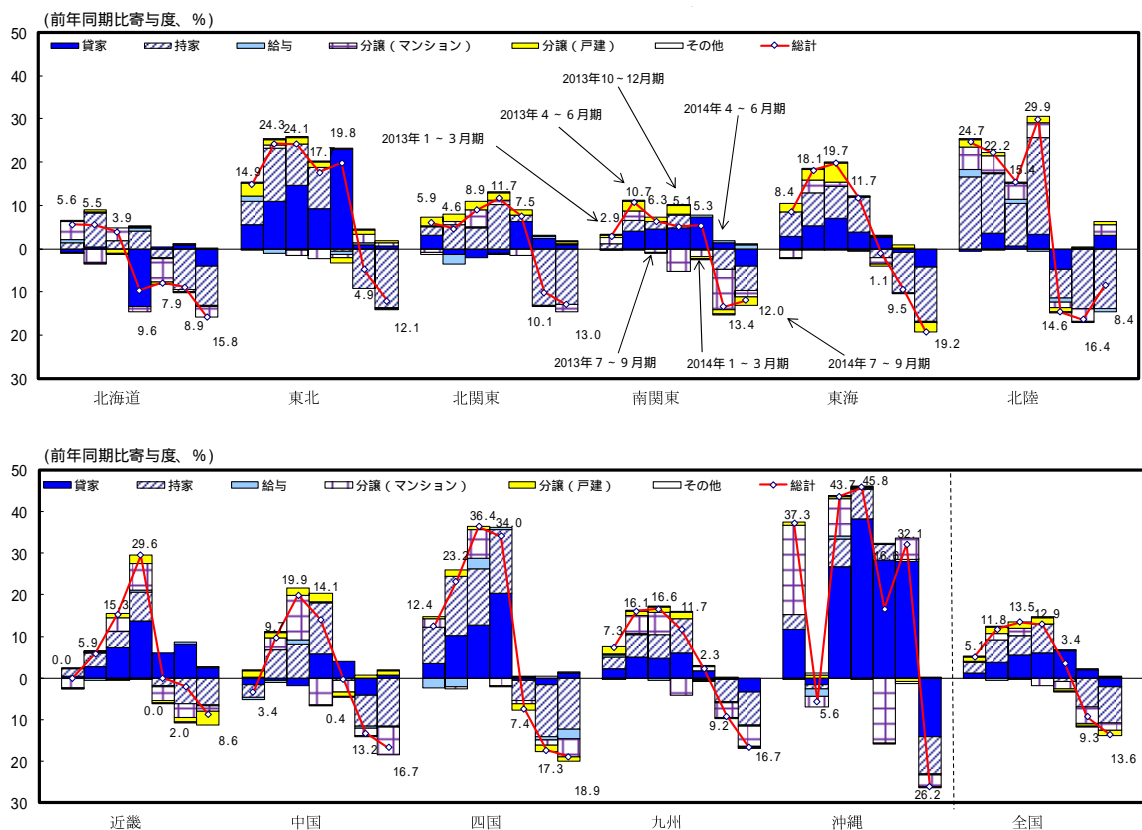 (前年同期比寄与度、%)
50
40
30
20
10
0
10
20
30
貸家 持家 給与 分譲（マンション） 分譲（戸建） その他 総計
5.6 5.5 3.9 9.6 7.9 8.9 15.8
14.9 24.3 24.1 17.7 19.8 4.9 12.1
5.9 4.6 8.9 11.7 7.5 10.1 13.0
2.9 10.7 6.3 5.1 5.3 13.4 12.0
8.4 18.1 19.7 11.7 1.1 9.5 19.2
24.7 22.2 15.4 29.9 14.6 16.4 8.4
2013年1～3月期
2013年4～6月期
2013年10～12月期
2014年4～6月期
2013年7～9月期
2014年1～3月期
2014年7～9月期
北海道 東北 北関東 南関東 東海 北陸
(前年同期比寄与度、%)
50
40
30
20
10
0
10
20
30
貸家 持家 給与 分譲（マンション） 分譲（戸建） その他 総計
0.0 5.9 15.3 29.6 0.0 2.0 8.6
3.4 9.7 19.9 14.1 0.4 13.2 16.7
12.4 23.2 36.4 34.0 7.4 17.3 18.9
7.3 16.1 16.6 11.7 2.3 9.2 16.7
37.3 5.6 43.7 45.8 32.1 26.2
5.1 11.8 13.5 12.9 3.4 9.3 13.6
近畿 中国 四国 九州 沖縄 全国